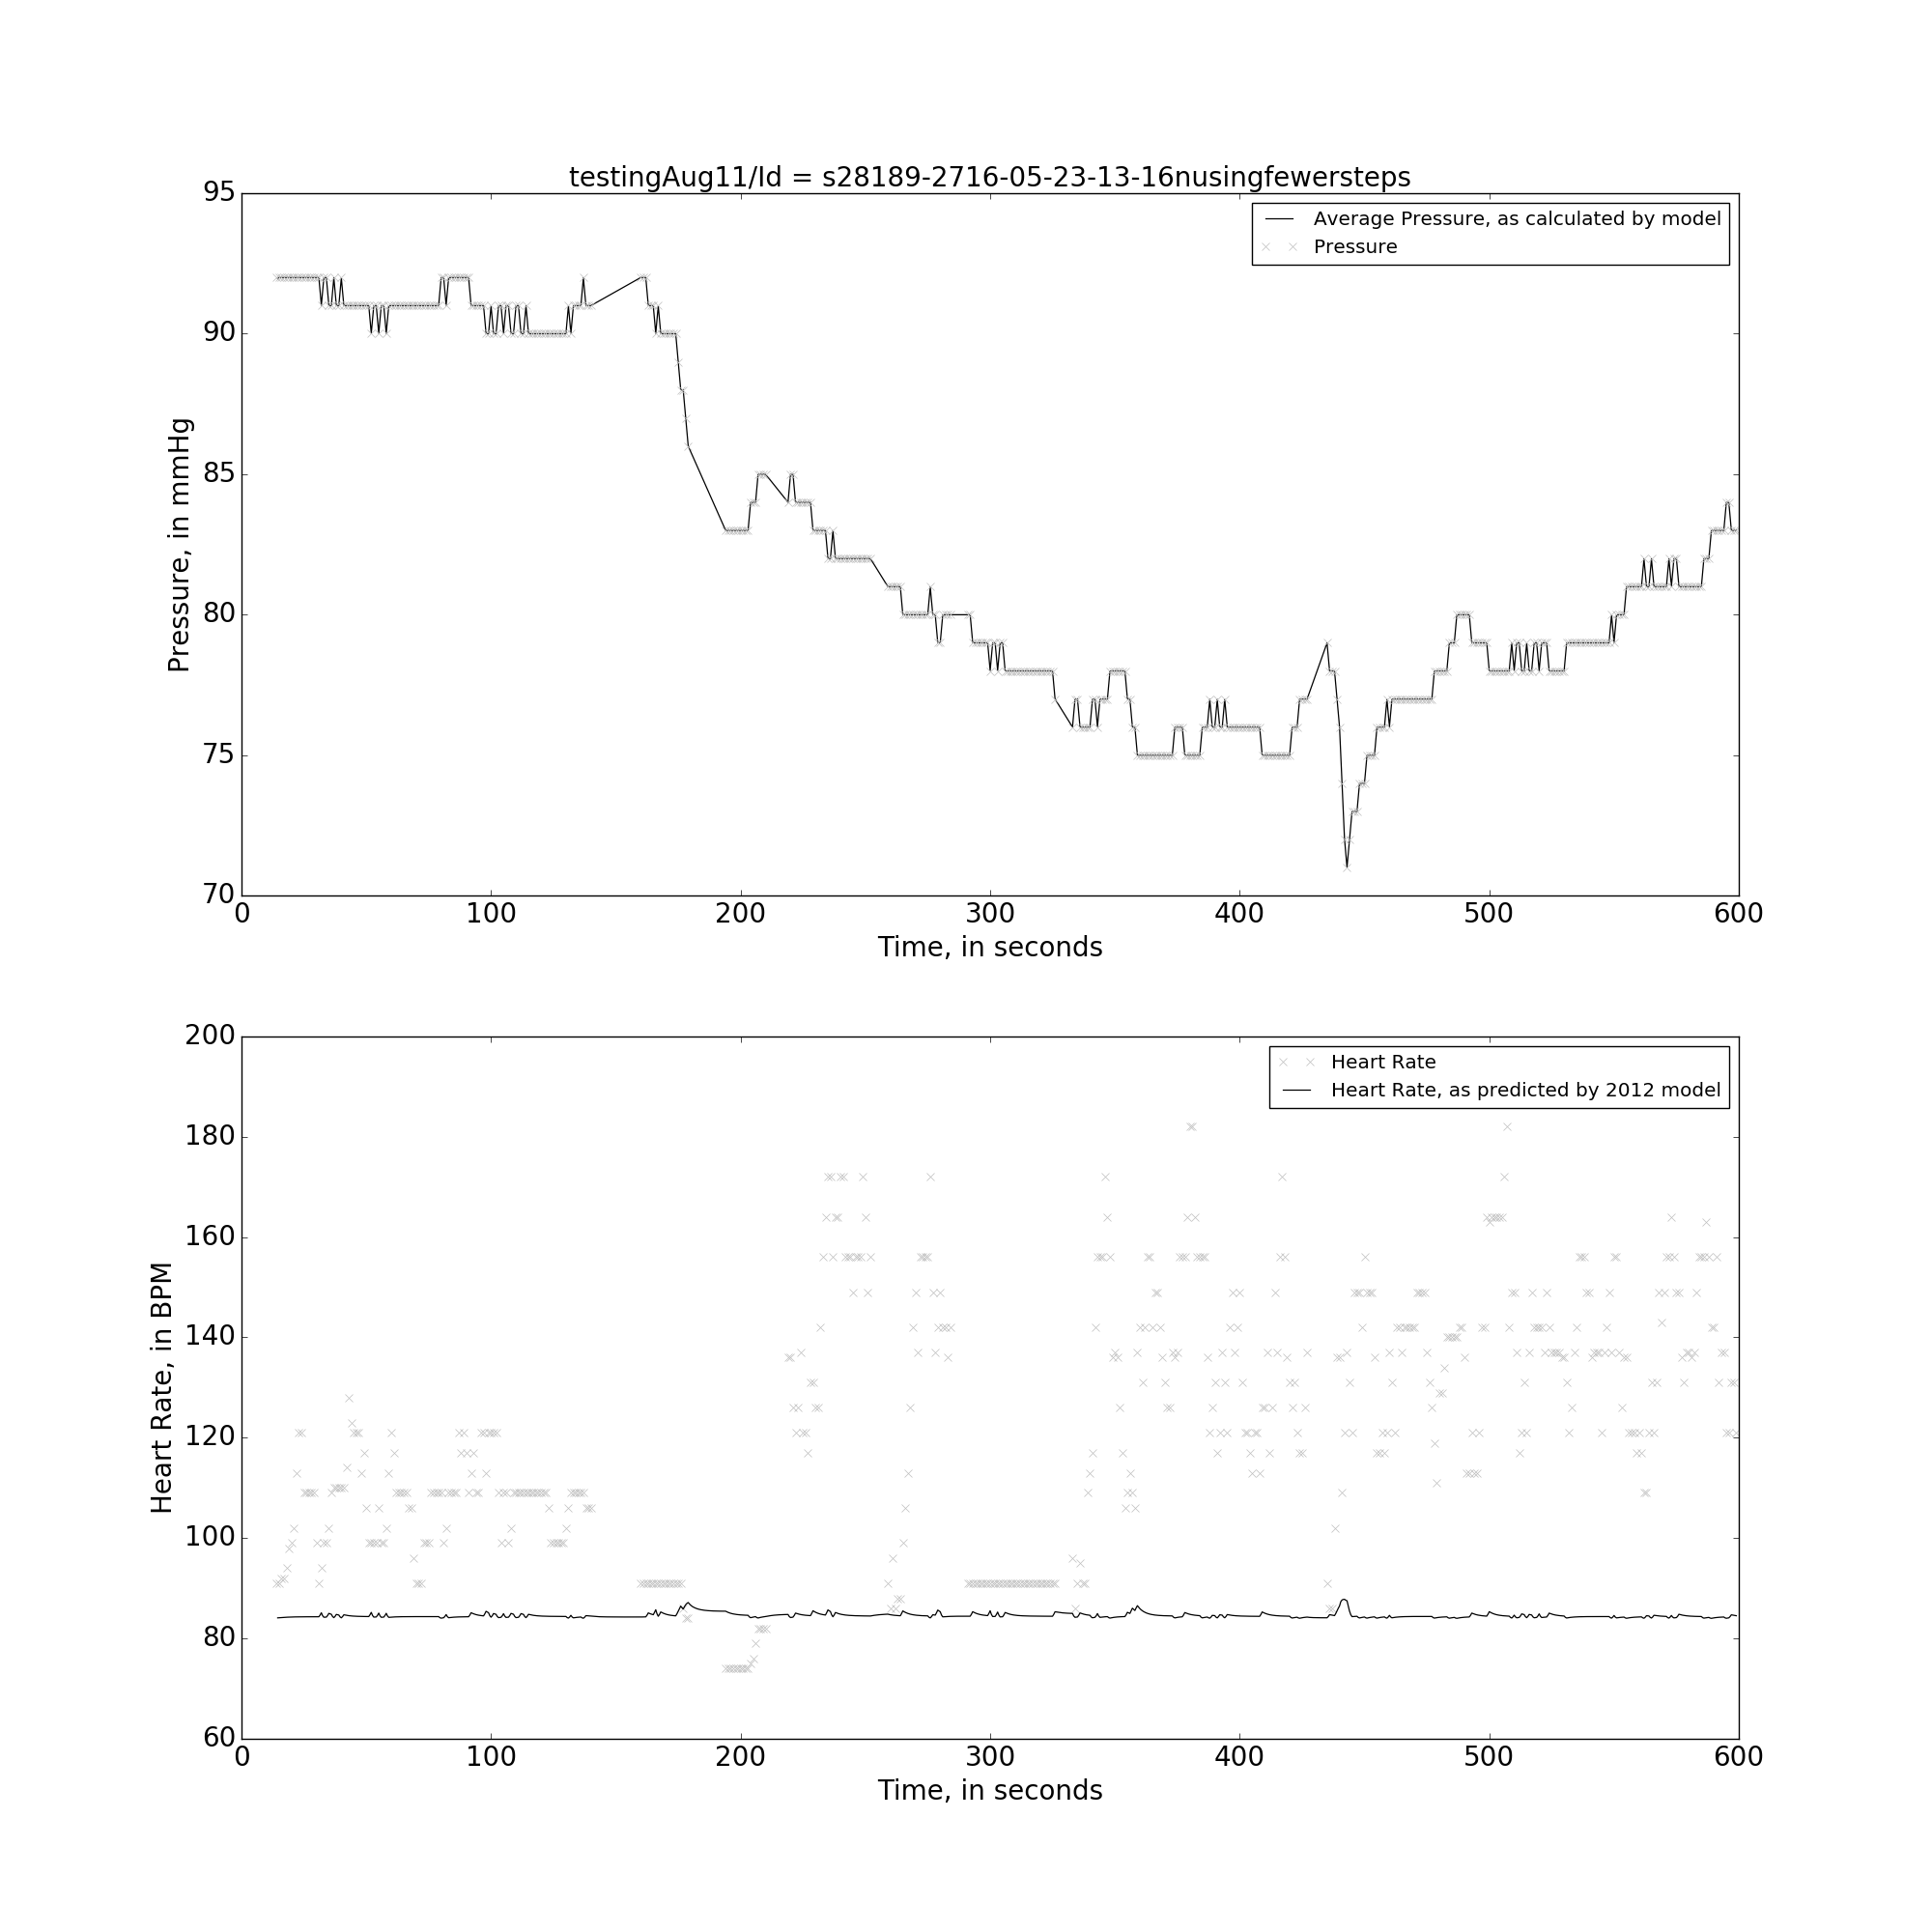 testingAug11/Id = s28189-2716-05-23-13-16nusingfewersteps
95
90
85
80
75
70
Pressure, in mmHg
Average Pressure, as calculated by model
Pressure
0 100 200 300 400 500 600
Time, in seconds
200
180
160
140
120
100
80
60
Heart Rate, in BPM
Heart Rate
Heart Rate, as predicted by 2012 model
0 100 200 300 400 500 600
Time, in seconds